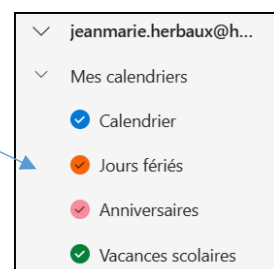 jeanmarie.herbaux@h...
Mes calendriers
Calendrier
Jours fériés
Anniversaires
Vacances scolaires